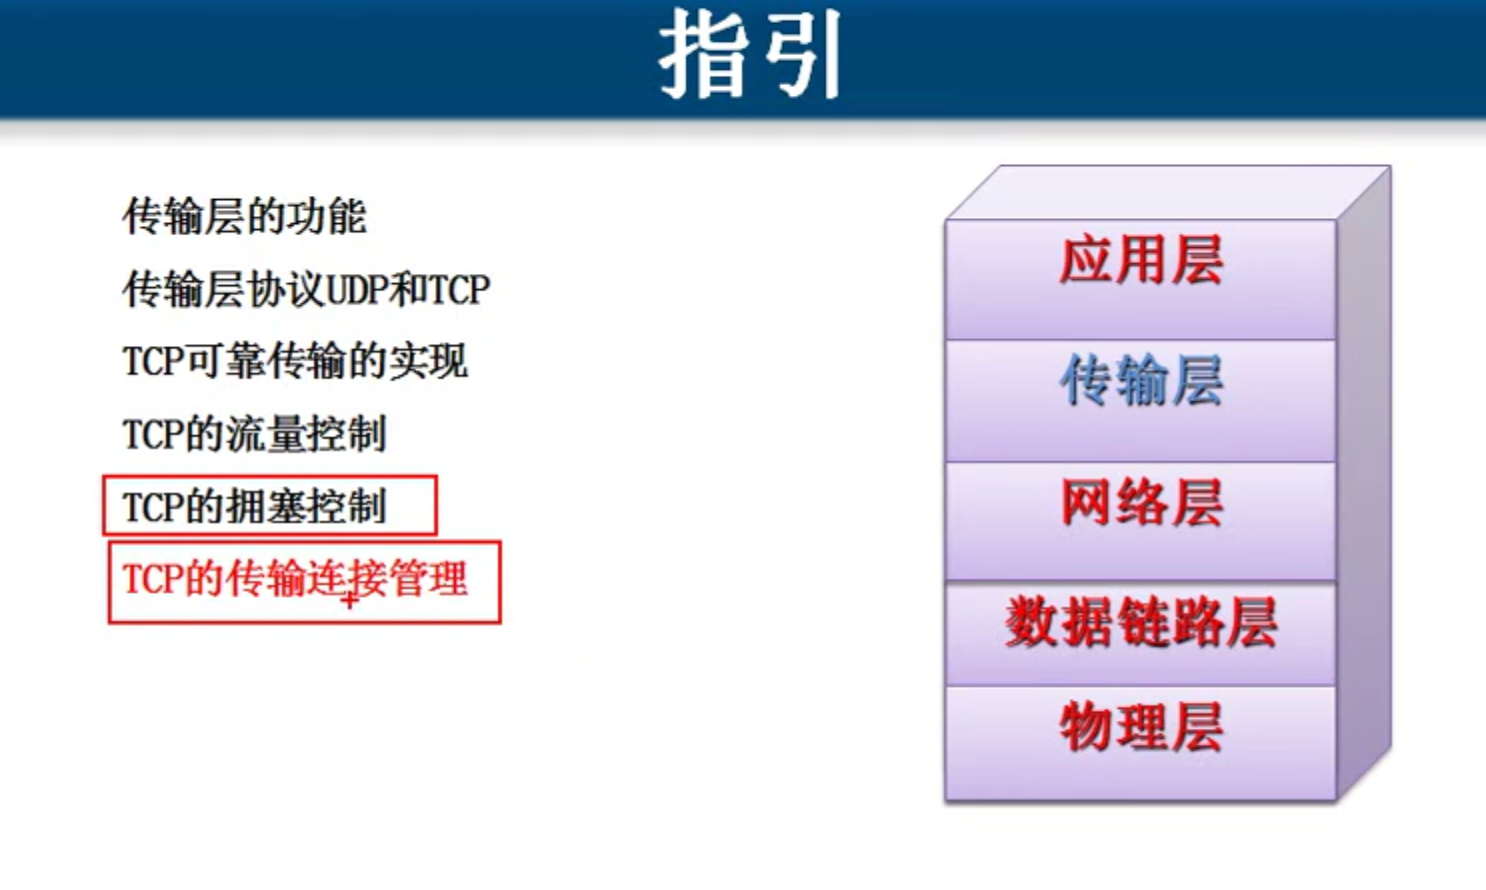 指引
传输层的功能
传输层协议UDP和TCP
TCP可靠传输的实现
TCP的流量控制
TCP的拥塞控制
TCP的传输连接管理
应用层
传输层
网络层
数据链路层
物理层